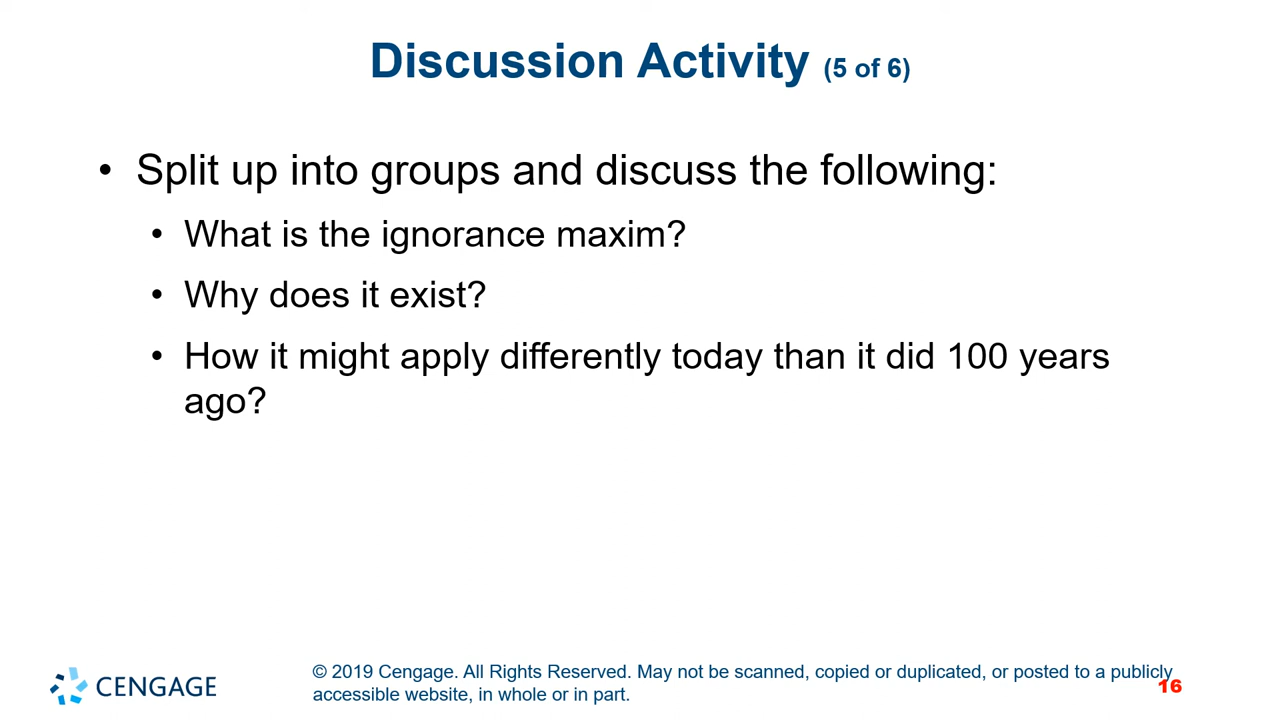 Discussion Activity (5 of 6)
• Split up into groups and discuss the following:
• What is the ignorance maxim?
• Why does it exist?
• How it might apply differently today than it did 100 years
ago?
CENGAGE
© 2019 Cengage. All Rights Reserved. May not be scanned, copied or duplicated, or posted to a publicly
accessible website, in whole or in part.
16